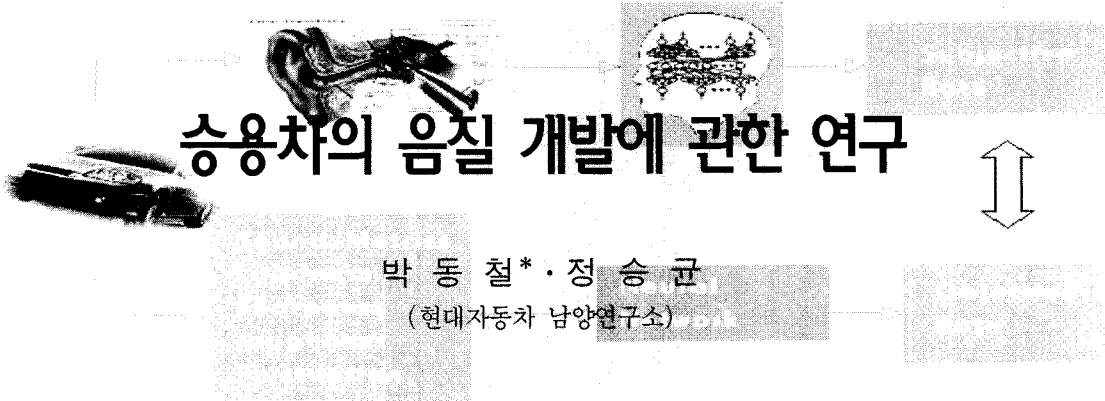 승용차의 음질 개발에 관한 연구
박 동 철* · 정 승 균
(현대자동차 남양연구소)